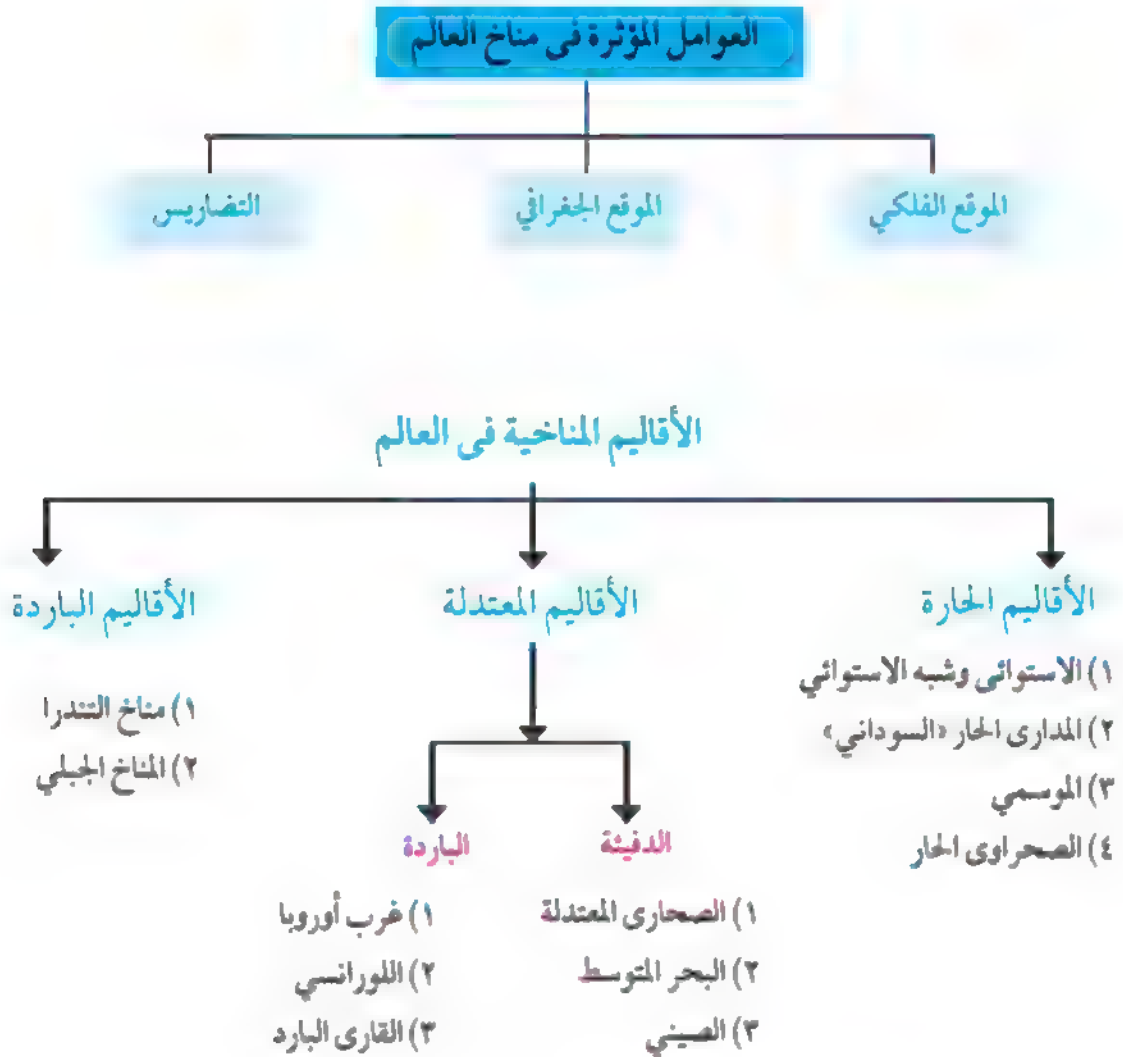 العوامل المؤثرة فى مناخ العالم
الموقع الفلكي
الموقع الجغرافي
التضاريس
الأقاليم المناخية فى العالم
الأقاليم الحارة
١) الاستوائى وشبه الاستوائي
٢) المدارى الحار «السوداني»
٣) الموسمي
٤) الصحراوى الحار
الأقاليم المعتدلة
الدفيئة
١) الصحارى المعتدلة
٢) البحر المتوسط
٣) الصيني
الباردة
١) غرب أوروبا
٢) اللورانسي
٣) القارى البارد
الأقاليم الباردة
١) مناخ التندرا
٢) المناخ الجبلي